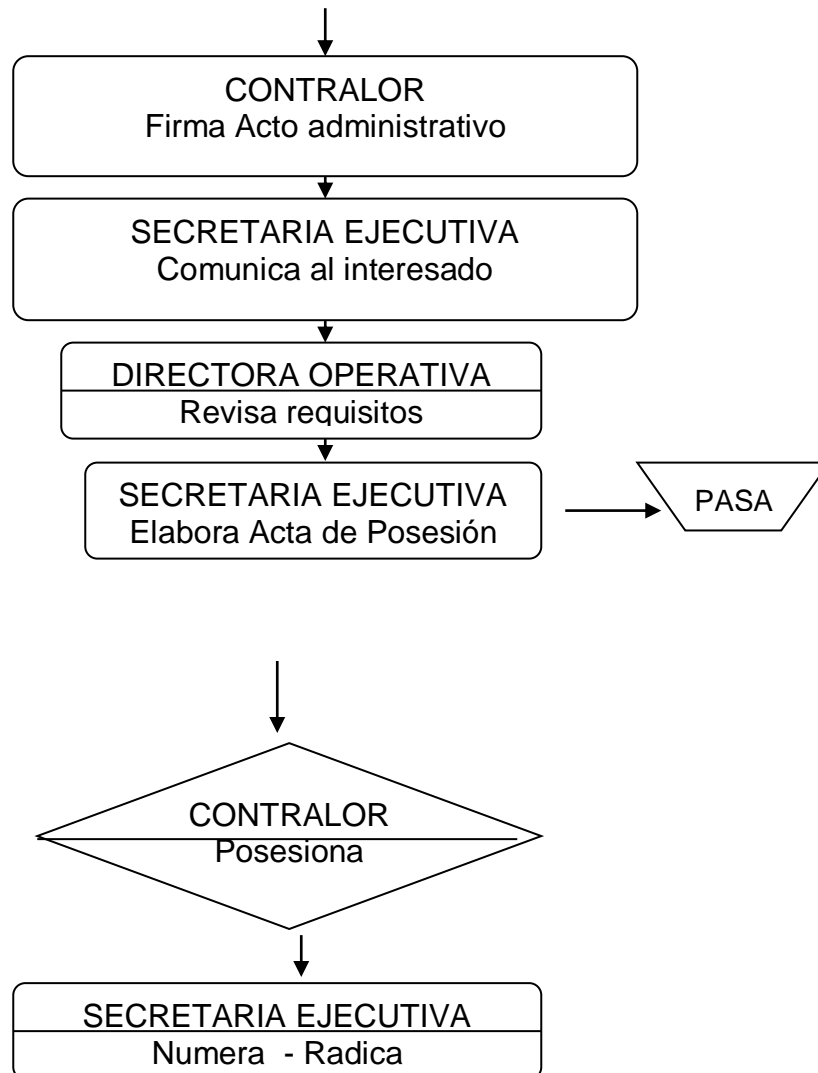 CONTRALOR
Firma Acto administrativo
SECRETARIA EJECUTIVA
Comunica al interesado
DIRECTORA OPERATIVA
Revisa requisitos
SECRETARIA EJECUTIVA
Elabora Acta de Posesión
PASA
CONTRALOR
Posesiona
SECRETARIA EJECUTIVA
Numera - Radica